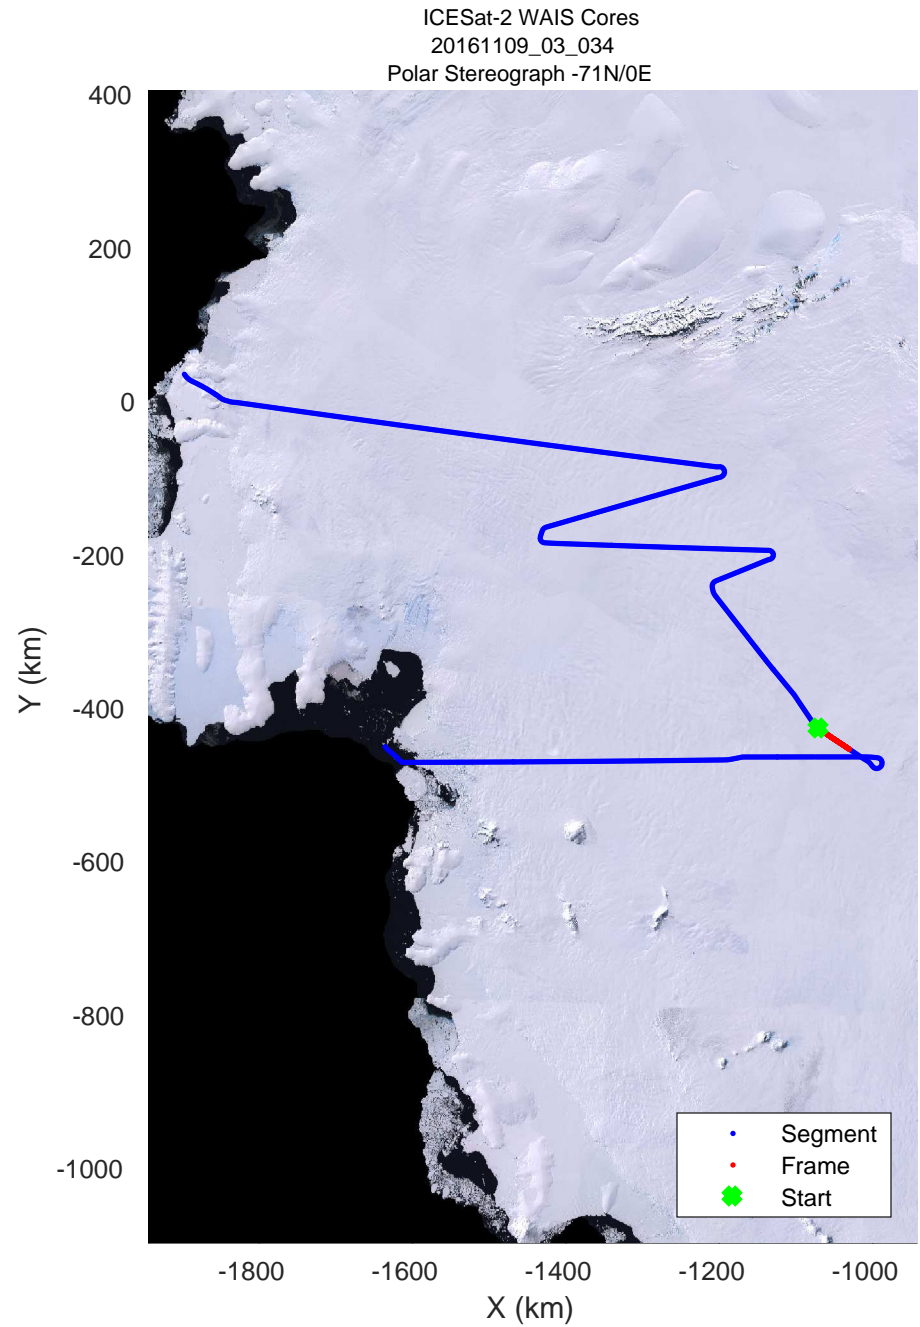 ICESat-2 WAIS Cores
20161109_03_034
Polar Stereograph -71N/0E
400
200
0
-200
-400
-600
-800
-1000
Y (km)
Segment
Frame
Start
-1800
-1600
-1400
-1200
-1000
X (km)